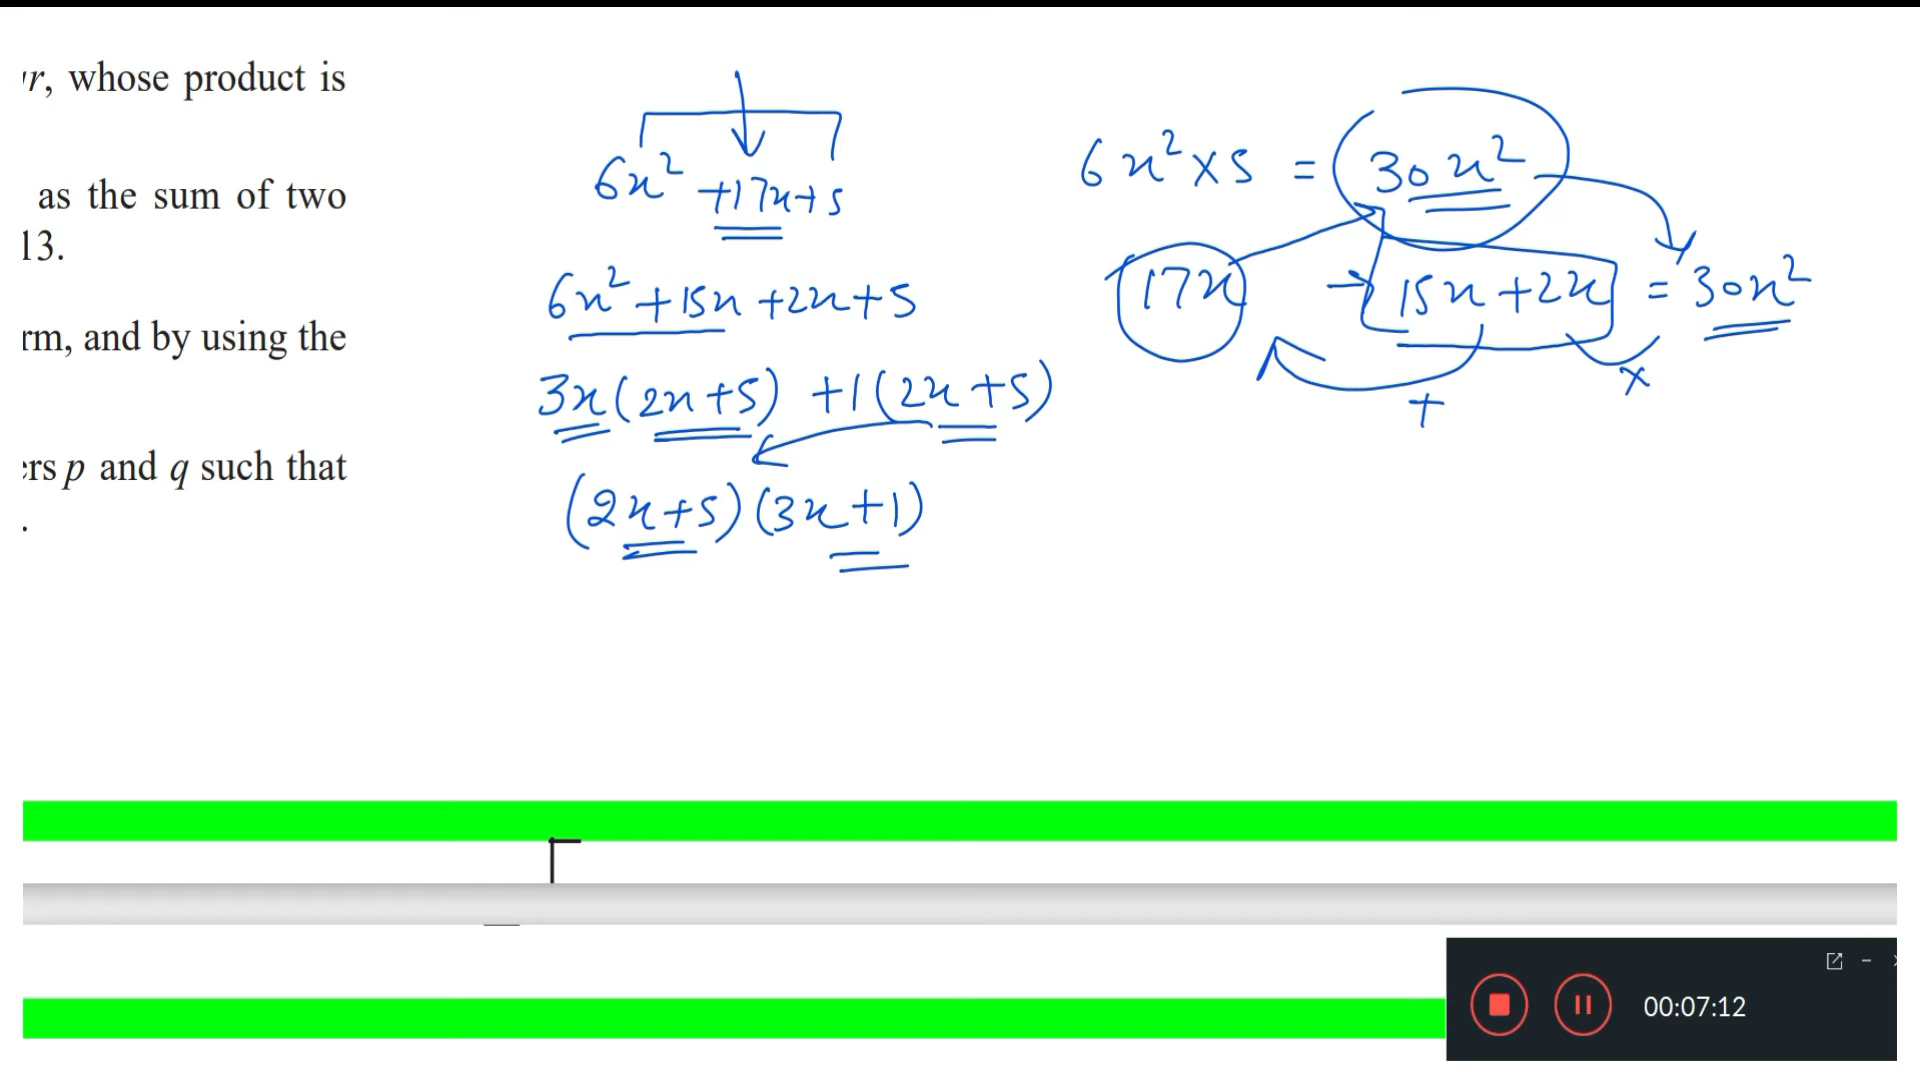 r, whose product is
as the sum of two
13.
rm, and by using the
rs p and q such that
.
6x² +17x+5
6x²+15x+2x+5
3x(2x+5) +1(2x+5)
(2x+5)(3x+1)
6x²×5 = 30x²
17x → 15x+2x = 30x²
+ ×
00:07:12